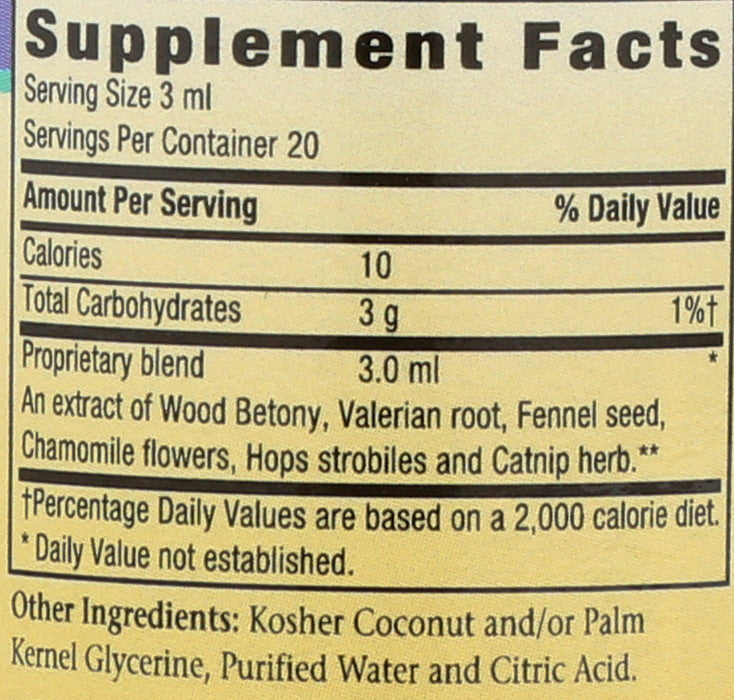 Supplement Facts
Serving Size 3 ml
Servings Per Container 20
Amount Per Serving % Daily Value
Calories 10
Total Carbohydrates 3 g 1%†
Proprietary blend 3.0 ml *
An extract of Wood Betony, Valerian root, Fennel seed,
Chamomile flowers, Hops strobiles and Catnip herb.**
†Percentage Daily Values are based on a 2,000 calorie diet.
* Daily Value not established.
Other Ingredients: Kosher Coconut and/or Palm
Kernel Glycerine, Purified Water and Citric Acid.